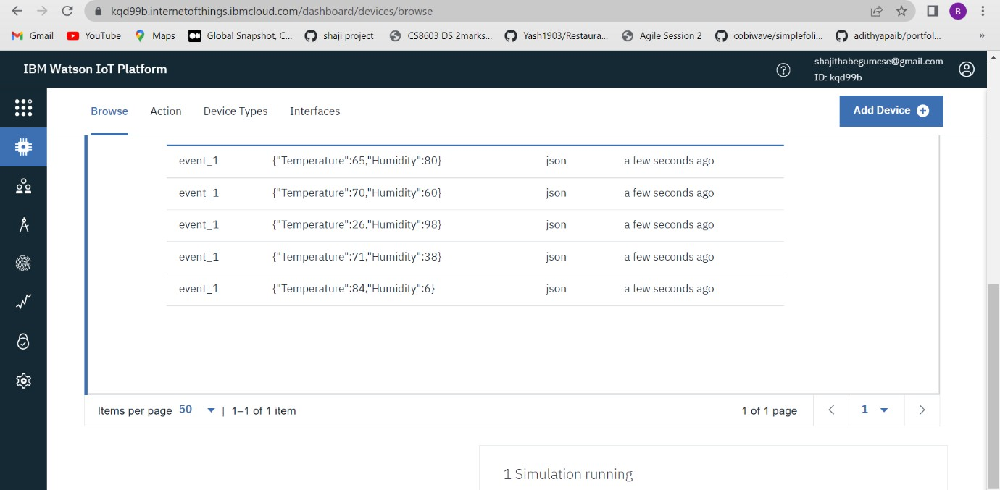 kqd99b.internetofthings.ibmcloud.com/dashboard/devices/browse
B
Gmail YouTube Maps Global Snapshot, C... shaji project CS8603 DS 2marks... Yash1903/Restaura... Agile Session 2 cobiwave/simplefoli... adithyapaib/portfol... »
IBM Watson IoT Platform
shajithabegumcse@gmail.com
ID: kqd99b
Browse Action Device Types Interfaces Add Device
event_1 {"Temperature":65,"Humidity":80} json a few seconds ago
event_1 {"Temperature":70,"Humidity":60} json a few seconds ago
event_1 {"Temperature":26,"Humidity":98} json a few seconds ago
event_1 {"Temperature":71,"Humidity":38} json a few seconds ago
event_1 {"Temperature":84,"Humidity":6} json a few seconds ago
Items per page 50 | 1–1 of 1 item 1 of 1 page 1
1 Simulation running